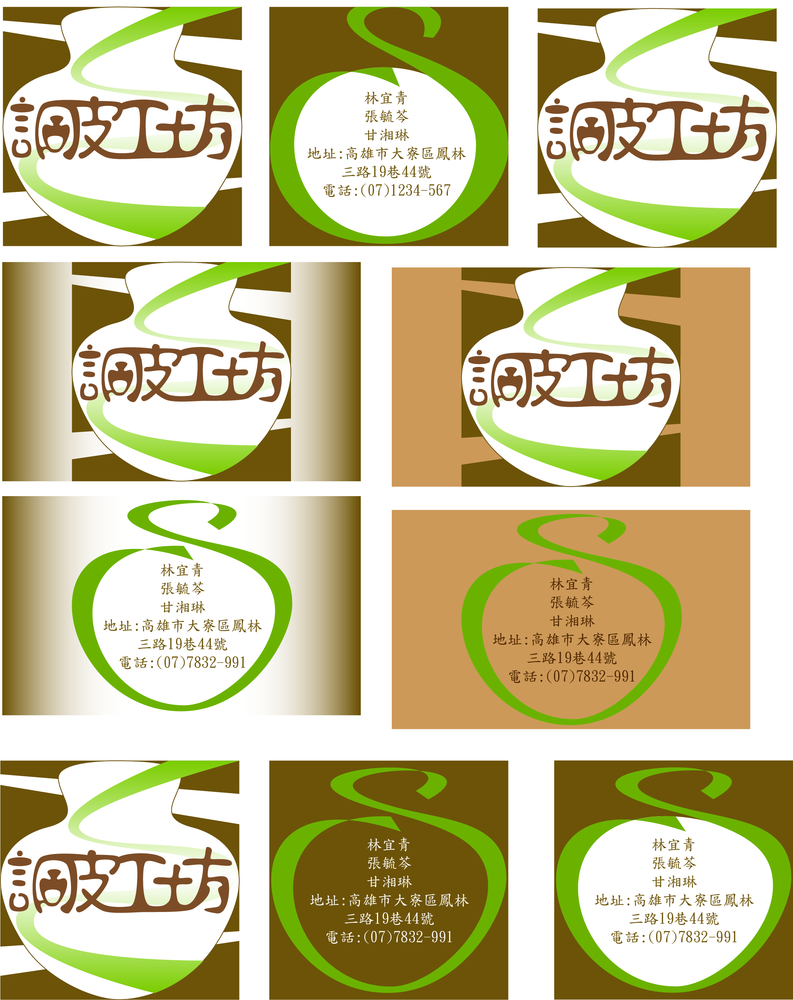 調皮工坊
林宜青
張毓芩
甘湘琳
地址:高雄市大寮區鳳林
三路19巷44號
電話:(07)1234-567
調皮工坊
調皮工坊
調皮工坊
林宜青
張毓芩
甘湘琳
地址:高雄市大寮區鳳林
三路19巷44號
電話:(07)7832-991
林宜青
張毓芩
甘湘琳
地址:高雄市大寮區鳳林
三路19巷44號
電話:(07)7832-991
調皮工坊
林宜青
張毓芩
甘湘琳
地址:高雄市大寮區鳳林
三路19巷44號
電話:(07)7832-991
林宜青
張毓芩
甘湘琳
地址:高雄市大寮區鳳林
三路19巷44號
電話:(07)7832-991